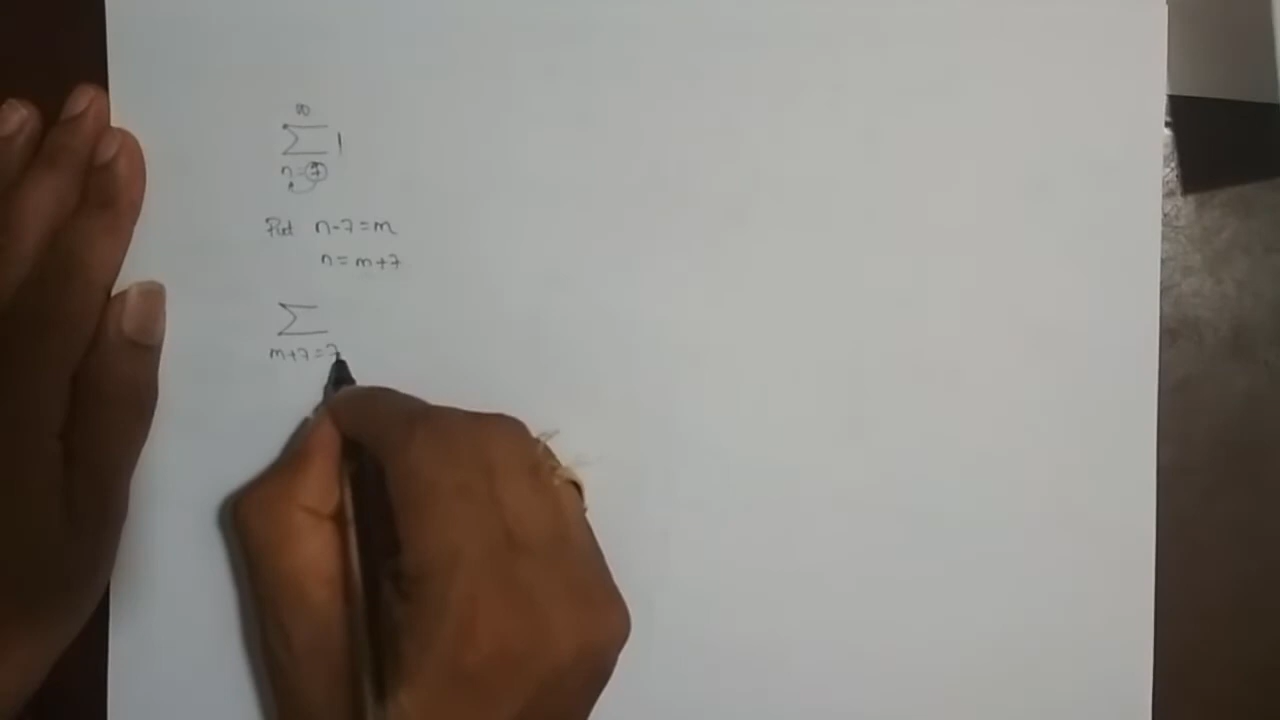 ∞
∑ 1
n=7
Put n-7=m
n=m+7
∑
m+7=7